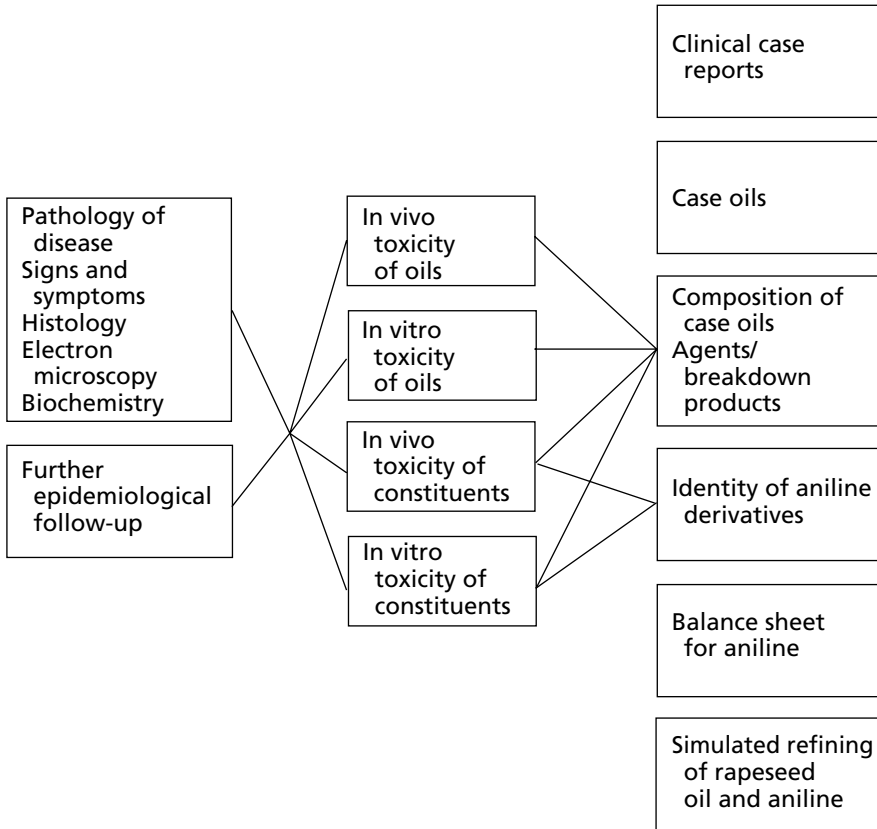 Pathology of
disease
Signs and
symptoms
Histology
Electron
microscopy
Biochemistry
Further
epidemiological
follow-up
In vivo
toxicity
of oils
In vitro
toxicity
of oils
In vivo
toxicity of
constituents
In vitro
toxicity of
constituents
Clinical case
reports
Case oils
Composition of
case oils
Agents/
breakdown
products
Identity of aniline
derivatives
Balance sheet
for aniline
Simulated refining
of rapeseed
oil and aniline